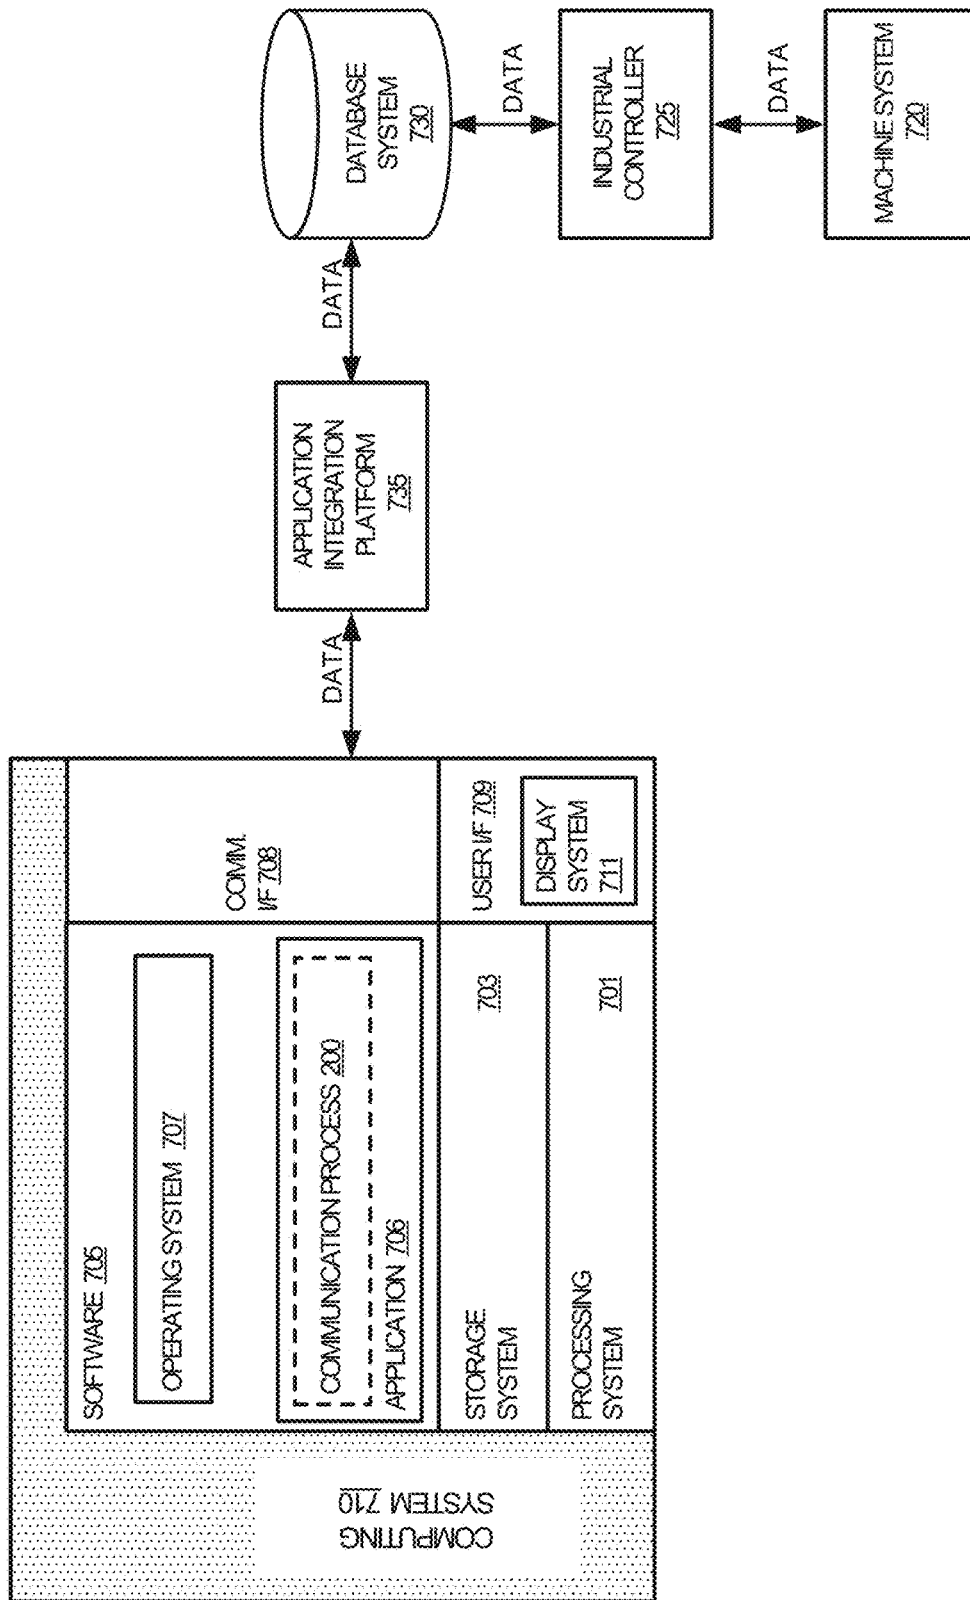 COMPUTING
SYSTEM 710
SOFTWARE 705
OPERATING SYSTEM 707
COMMUNICATION PROCESS 200
APPLICATION 706
STORAGE
SYSTEM
703
PROCESSING
SYSTEM
701
COMM.
I/F 708
USER I/F 709
DISPLAY
SYSTEM
711
DATA
APPLICATION
INTEGRATION
PLATFORM
735
DATA
DATABASE
SYSTEM
730
DATA
INDUSTRIAL
CONTROLLER
725
DATA
MACHINE SYSTEM
720